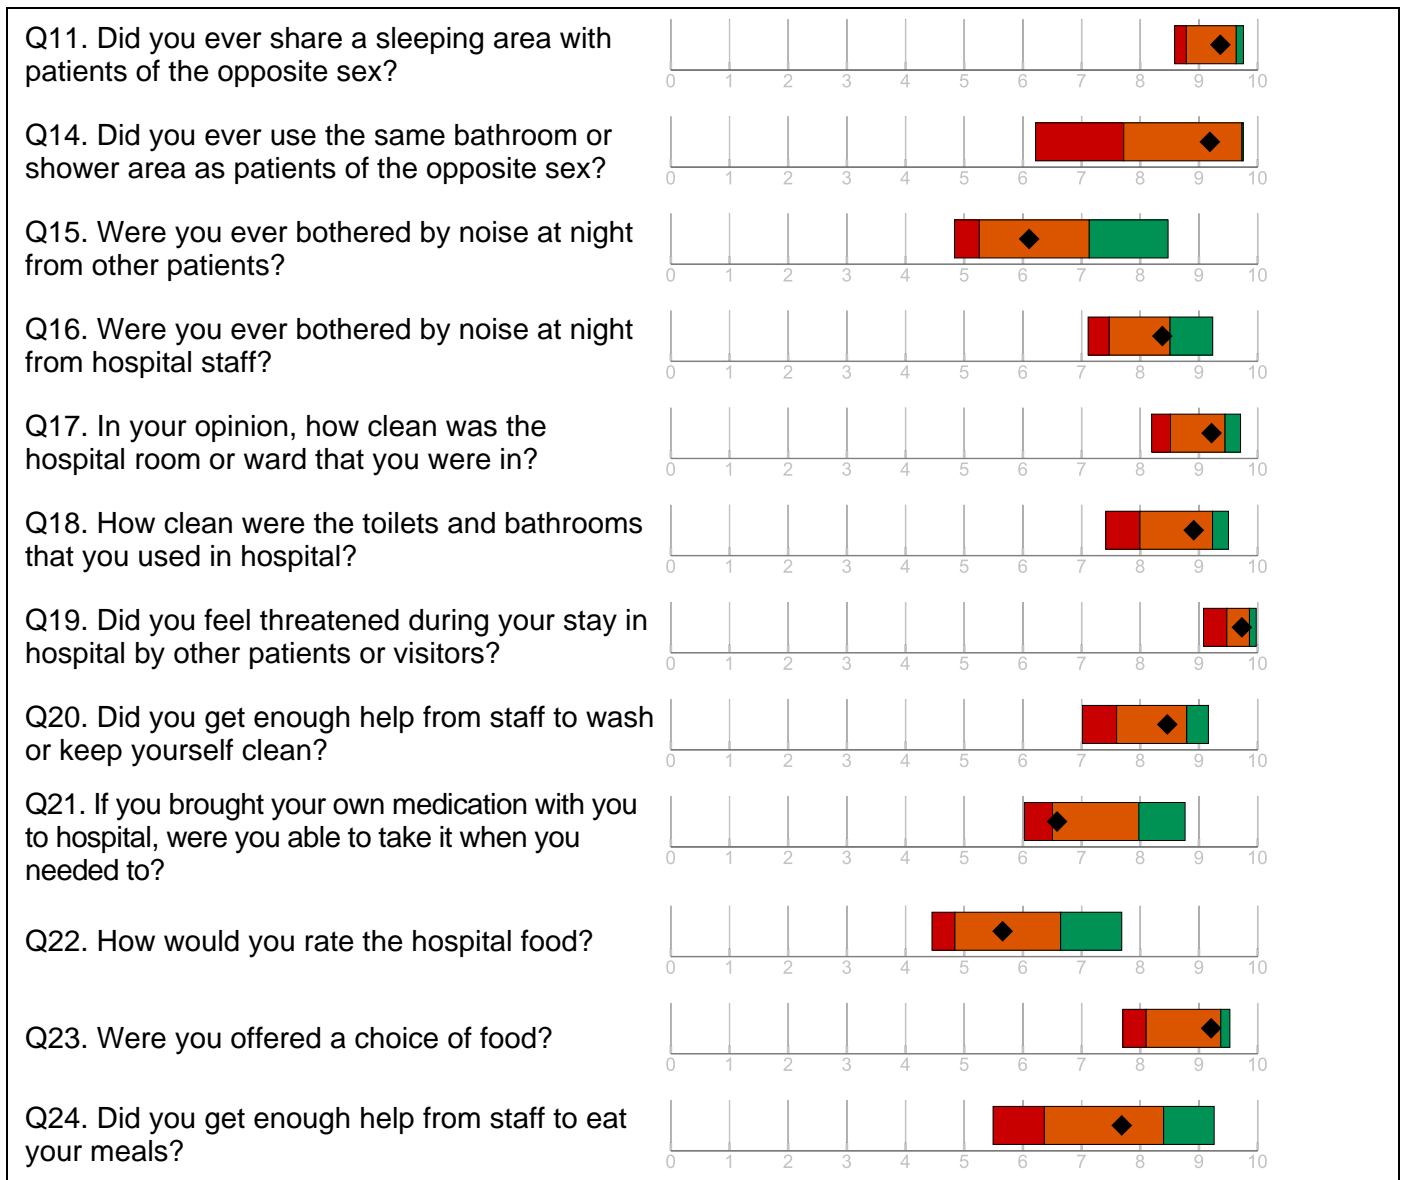 Q11. Did you ever share a sleeping area with
patients of the opposite sex?
0 1 2 3 4 5 6 7 8 9 10
Q14. Did you ever use the same bathroom or
shower area as patients of the opposite sex?
0 1 2 3 4 5 6 7 8 9 10
Q15. Were you ever bothered by noise at night
from other patients?
0 1 2 3 4 5 6 7 8 9 10
Q16. Were you ever bothered by noise at night
from hospital staff?
0 1 2 3 4 5 6 7 8 9 10
Q17. In your opinion, how clean was the
hospital room or ward that you were in?
0 1 2 3 4 5 6 7 8 9 10
Q18. How clean were the toilets and bathrooms
that you used in hospital?
0 1 2 3 4 5 6 7 8 9 10
Q19. Did you feel threatened during your stay in
hospital by other patients or visitors?
0 1 2 3 4 5 6 7 8 9 10
Q20. Did you get enough help from staff to wash
or keep yourself clean?
0 1 2 3 4 5 6 7 8 9 10
Q21. If you brought your own medication with you
to hospital, were you able to take it when you
needed to?
0 1 2 3 4 5 6 7 8 9 10
Q22. How would you rate the hospital food?
0 1 2 3 4 5 6 7 8 9 10
Q23. Were you offered a choice of food?
0 1 2 3 4 5 6 7 8 9 10
Q24. Did you get enough help from staff to eat
your meals?
0 1 2 3 4 5 6 7 8 9 10